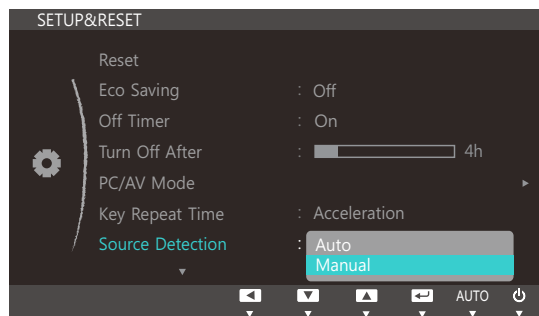 SETUP&RESET
Reset
Eco Saving : Off
Off Timer : On
Turn Off After : 4h
PC/AV Mode
Key Repeat Time : Acceleration
Source Detection : Auto
Manual
AUTO